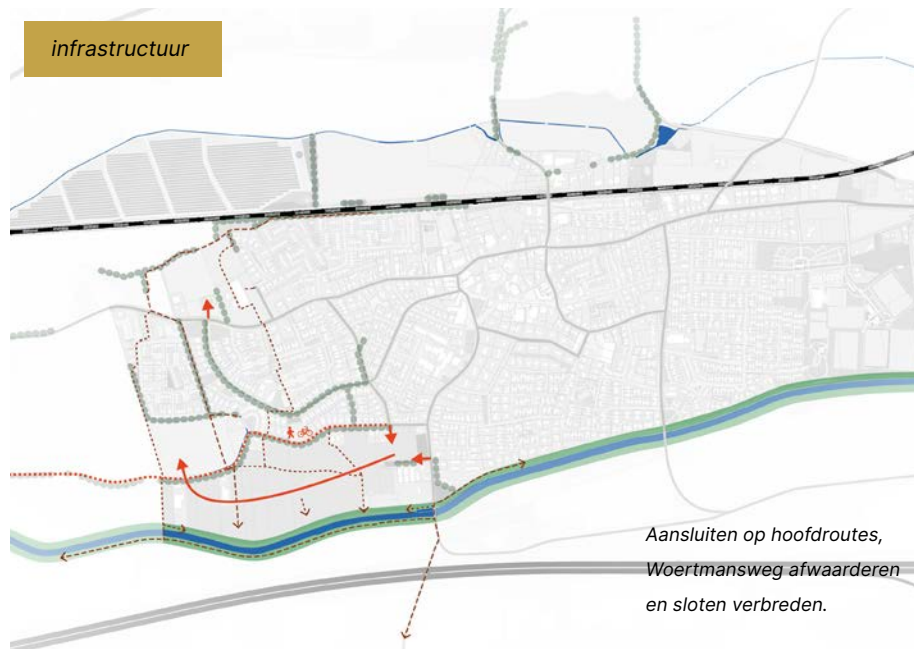 infrastructuur
Aansluiten op hoofdroutes,
Woertmansweg afwaarderen
en sloten verbreden.